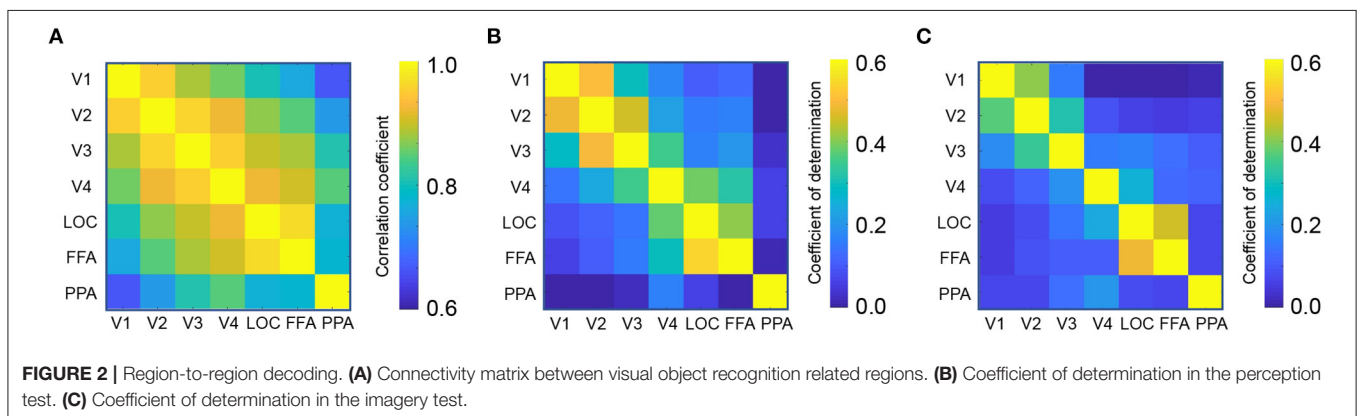 A
B
C
V1
V2
V3
V4
LOC
FFA
PPA
V1 V2 V3 V4 LOC FFA PPA
1.0
0.8
0.6
Correlation coefficient
V1
V2
V3
V4
LOC
FFA
PPA
V1 V2 V3 V4 LOC FFA PPA
0.6
0.4
0.2
0.0
Coefficient of determination
V1
V2
V3
V4
LOC
FFA
PPA
V1 V2 V3 V4 LOC FFA PPA
0.6
0.4
0.2
0.0
Coefficient of determination
FIGURE 2 | Region-to-region decoding. (A) Connectivity matrix between visual object recognition related regions. (B) Coefficient of determination in the perception
test. (C) Coefficient of determination in the imagery test.